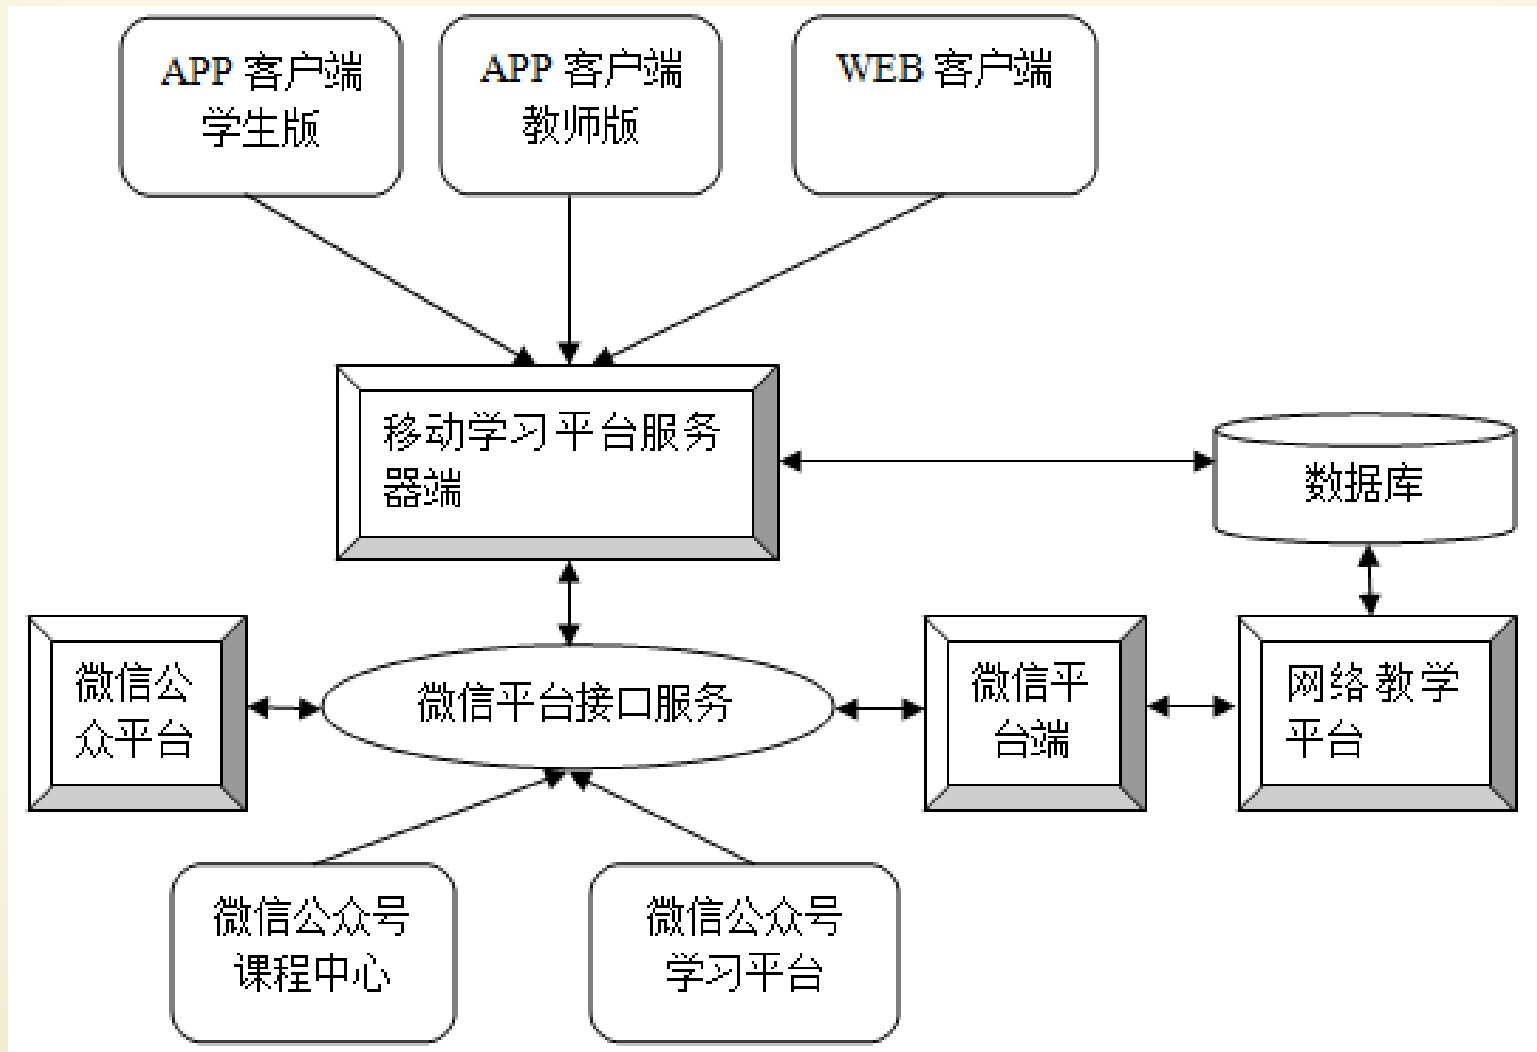 APP 客户端
学生版
APP 客户端
教师版
WEB 客户端
移动学习平台服务
器端
数据库
微信公
众平台
微信平台接口服务
微信平
台端
网络教学
平台
微信公众号
课程中心
微信公众号
学习平台